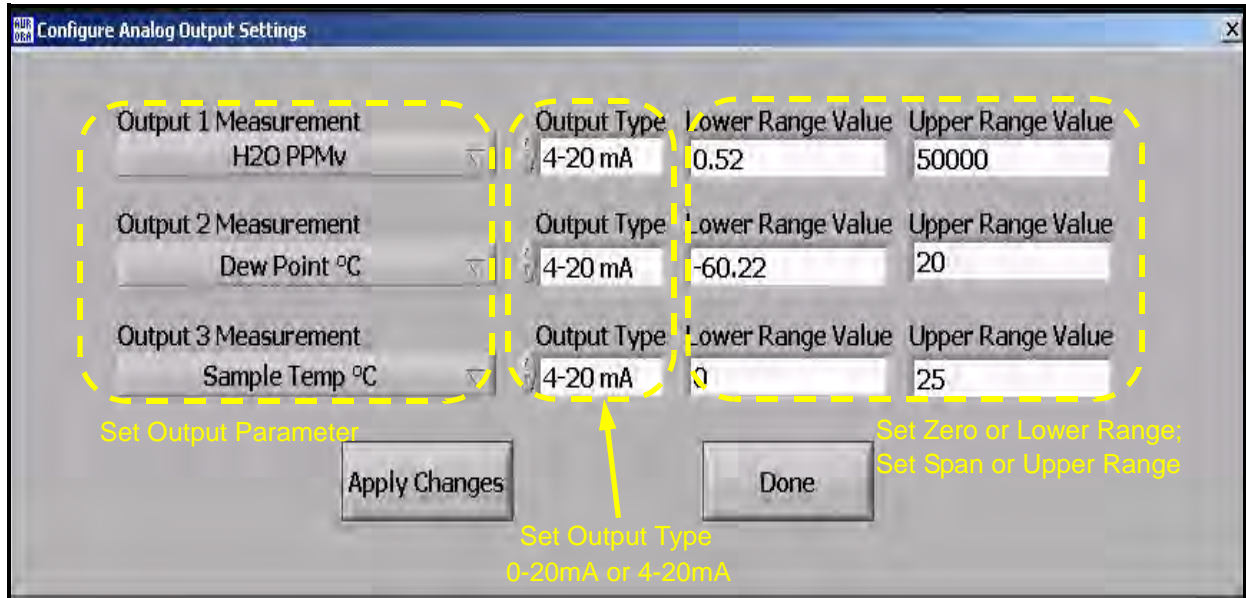 AUR
ORA
Configure Analog Output Settings
X
Output 1 Measurement
H2O PPMv
Output Type
4-20 mA
Lower Range Value
0.52
Upper Range Value
50000
Output 2 Measurement
Dew Point ºC
Output Type
4-20 mA
Lower Range Value
-60.22
Upper Range Value
20
Output 3 Measurement
Sample Temp ºC
Output Type
4-20 mA
Lower Range Value
0
Upper Range Value
25
Set Output Parameter
Set Zero or Lower Range;
Set Span or Upper Range
Apply Changes
Done
Set Output Type
0-20mA or 4-20mA